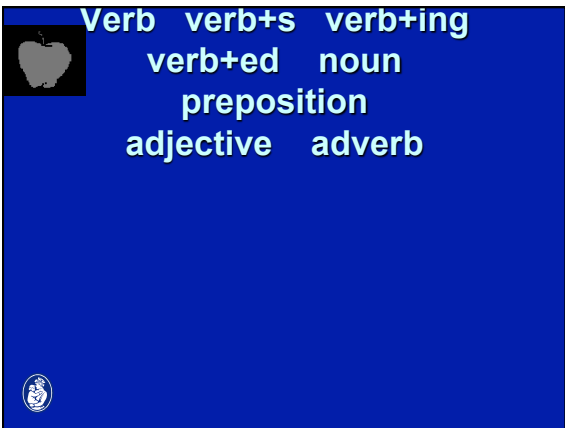 Verb verb+s verb+ing
verb+ed noun
preposition
adjective adverb